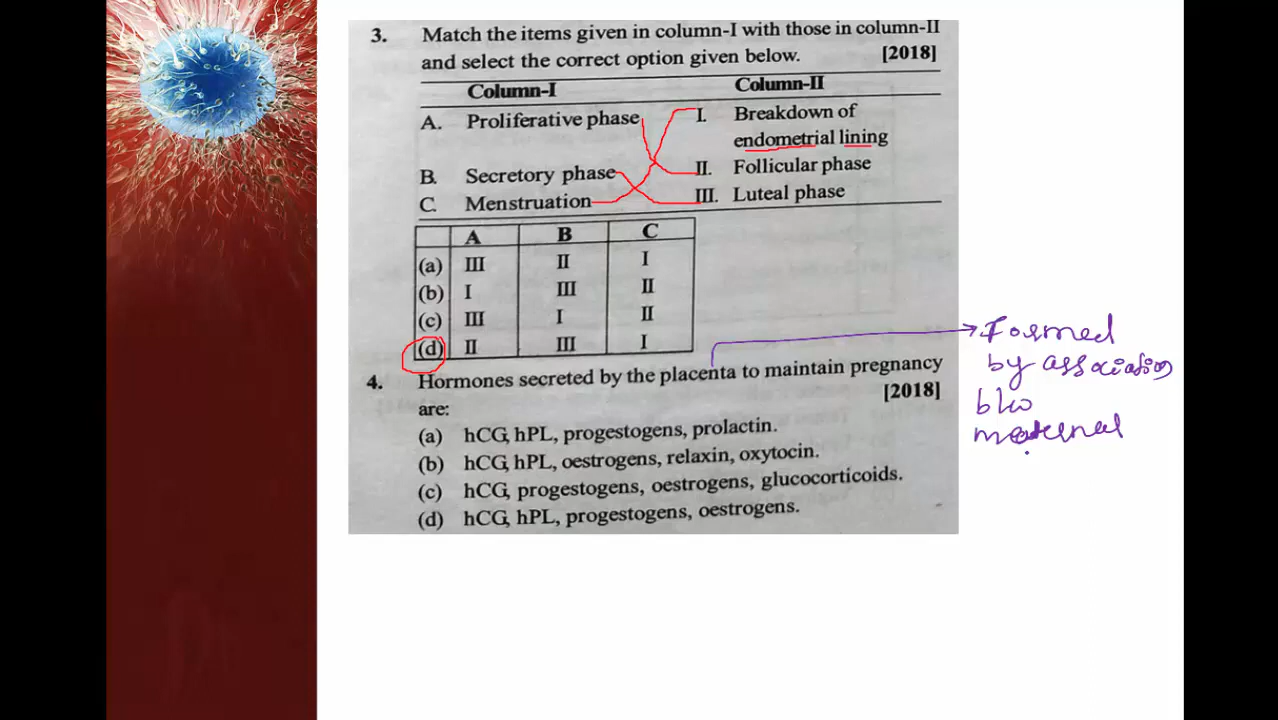 3. Match the items given in column-I with those in column-II
and select the correct option given below. [2018]
Column-I Column-II
A. Proliferative phase I. Breakdown of
endometrial lining
B. Secretory phase II. Follicular phase
C. Menstruation III. Luteal phase
A B C
(a) III II I
(b) I III II
(c) III I II
(d) II III I
4. Hormones secreted by the placenta to maintain pregnancy
are: [2018]
(a) hCG, hPL, progestogens, prolactin.
(b) hCG, hPL, oestrogens, relaxin, oxytocin.
(c) hCG, progestogens, oestrogens, glucocorticoids.
(d) hCG, hPL, progestogens, oestrogens.
Formed
by association
b/w
maternal